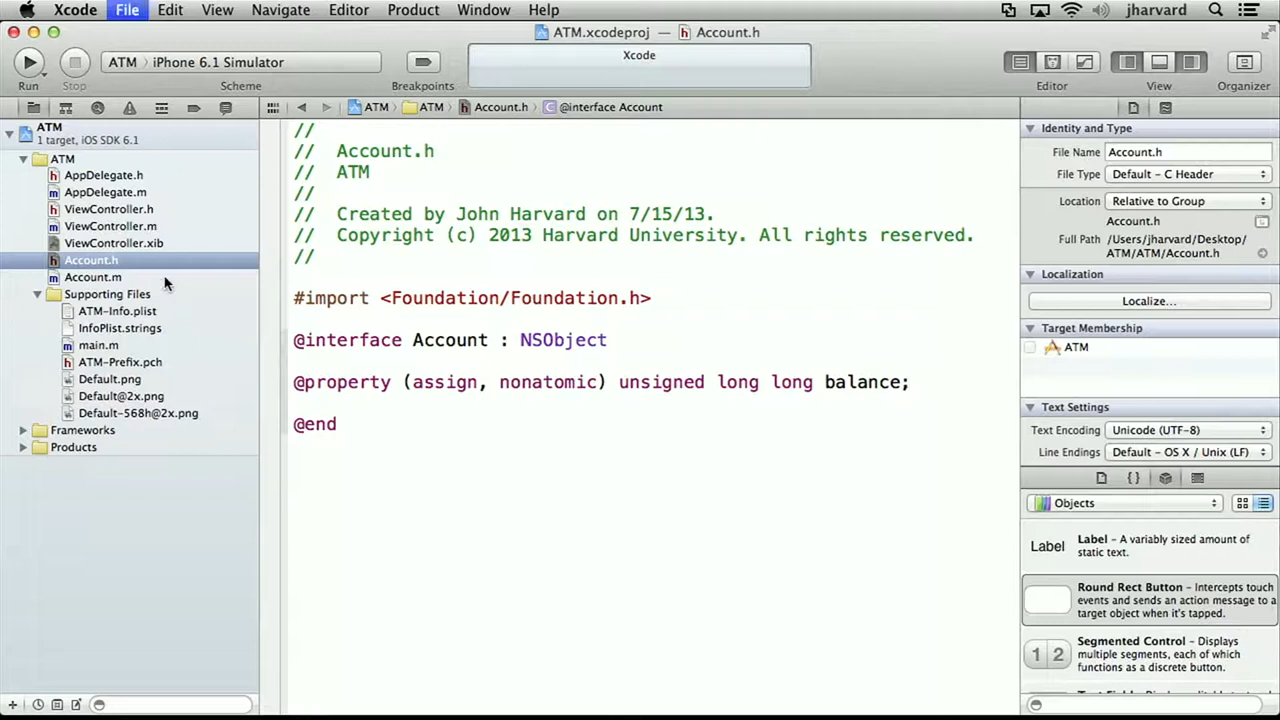 Xcode File Edit View Navigate Editor Product Window Help jharvard
ATM.xcodeproj — Account.h
ATM iPhone 6.1 Simulator
Xcode
Run Stop Scheme Breakpoints Editor View Organizer
ATM ATM Account.h @interface Account
ATM
1 target, iOS SDK 6.1
ATM
AppDelegate.h
AppDelegate.m
ViewController.h
ViewController.m
ViewController.xib
Account.h
Account.m
Supporting Files
ATM-Info.plist
InfoPlist.strings
main.m
ATM-Prefix.pch
Default.png
Default@2x.png
Default-568h@2x.png
Frameworks
Products
//
// Account.h
// ATM
//
// Created by John Harvard on 7/15/13.
// Copyright (c) 2013 Harvard University. All rights reserved.
//
#import <Foundation/Foundation.h>
@interface Account : NSObject
@property (assign, nonatomic) unsigned long long balance;
@end
Identity and Type
File Name Account.h
File Type Default - C Header
Location Relative to Group
Account.h
Full Path /Users/jharvard/Desktop/
ATM/ATM/Account.h
Localization
Localize...
Target Membership
ATM
Text Settings
Text Encoding Unicode (UTF-8)
Line Endings Default - OS X / Unix (LF)
{}
Objects
Label
Label - A variably sized amount of
static text.
Round Rect Button - Intercepts touch
events and sends an action message to a
target object when it's tapped.
1 2
Segmented Control - Displays
multiple segments, each of which
functions as a discrete button.